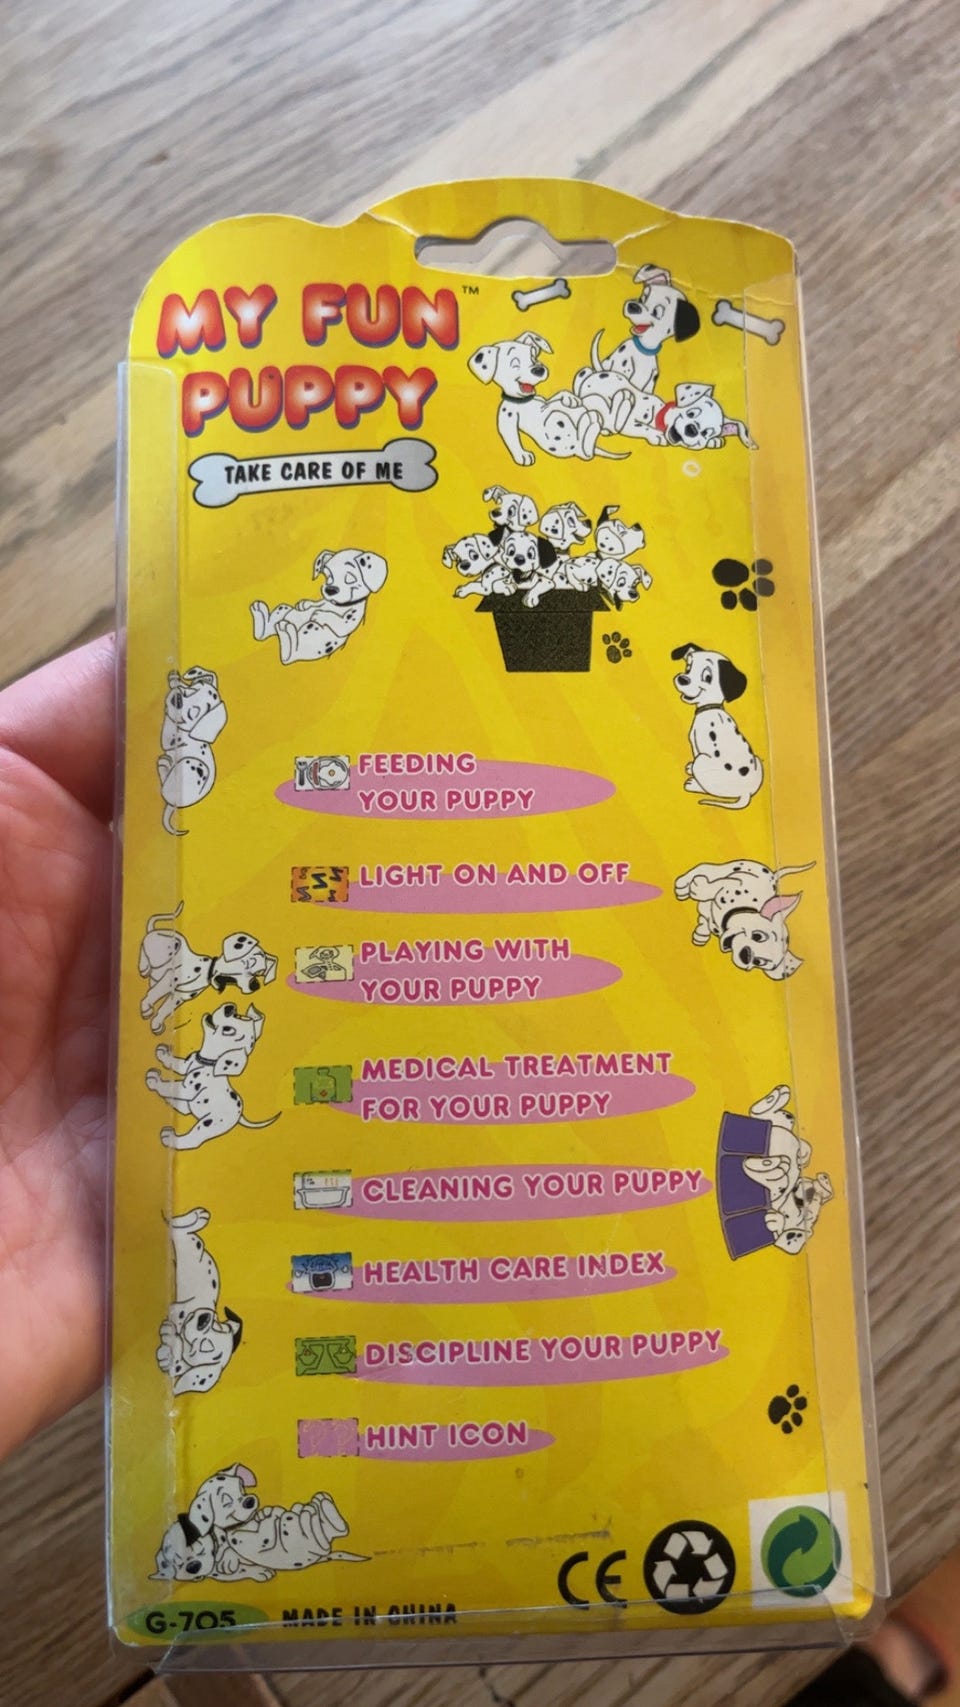 MY FUN™
PUPPY
TAKE CARE OF ME
FEEDING
YOUR PUPPY
LIGHT ON AND OFF
PLAYING WITH
YOUR PUPPY
MEDICAL TREATMENT
FOR YOUR PUPPY
CLEANING YOUR PUPPY
HEALTH CARE INDEX
DISCIPLINE YOUR PUPPY
HINT ICON
CE
G-705 MADE IN CHINA